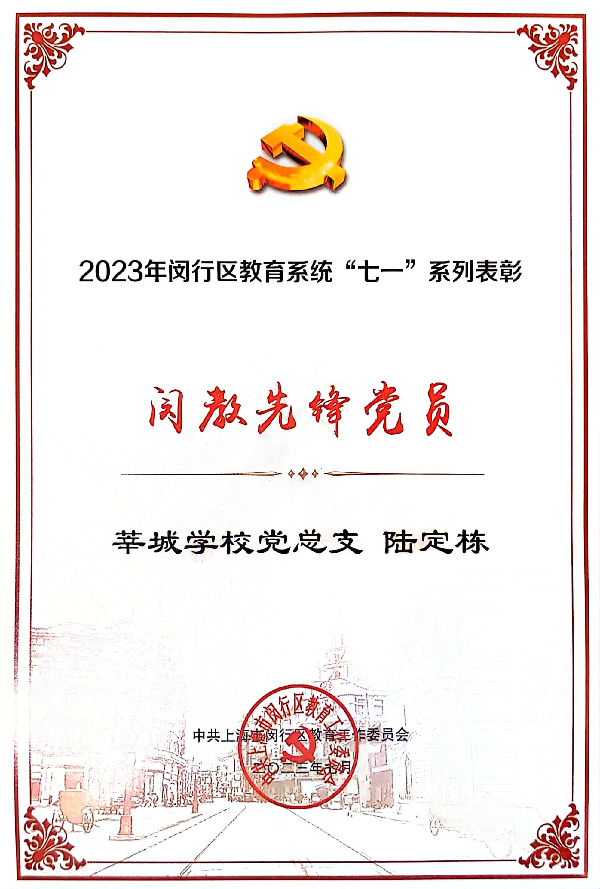 2023年闵行区教育系统“七一”系列表彰
闵教先锋党员
莘城学校党总支 陆定栋
中共上海市闵行区教育工作委员会
二〇二三年七月
中共上海市闵行区教育工作委员会